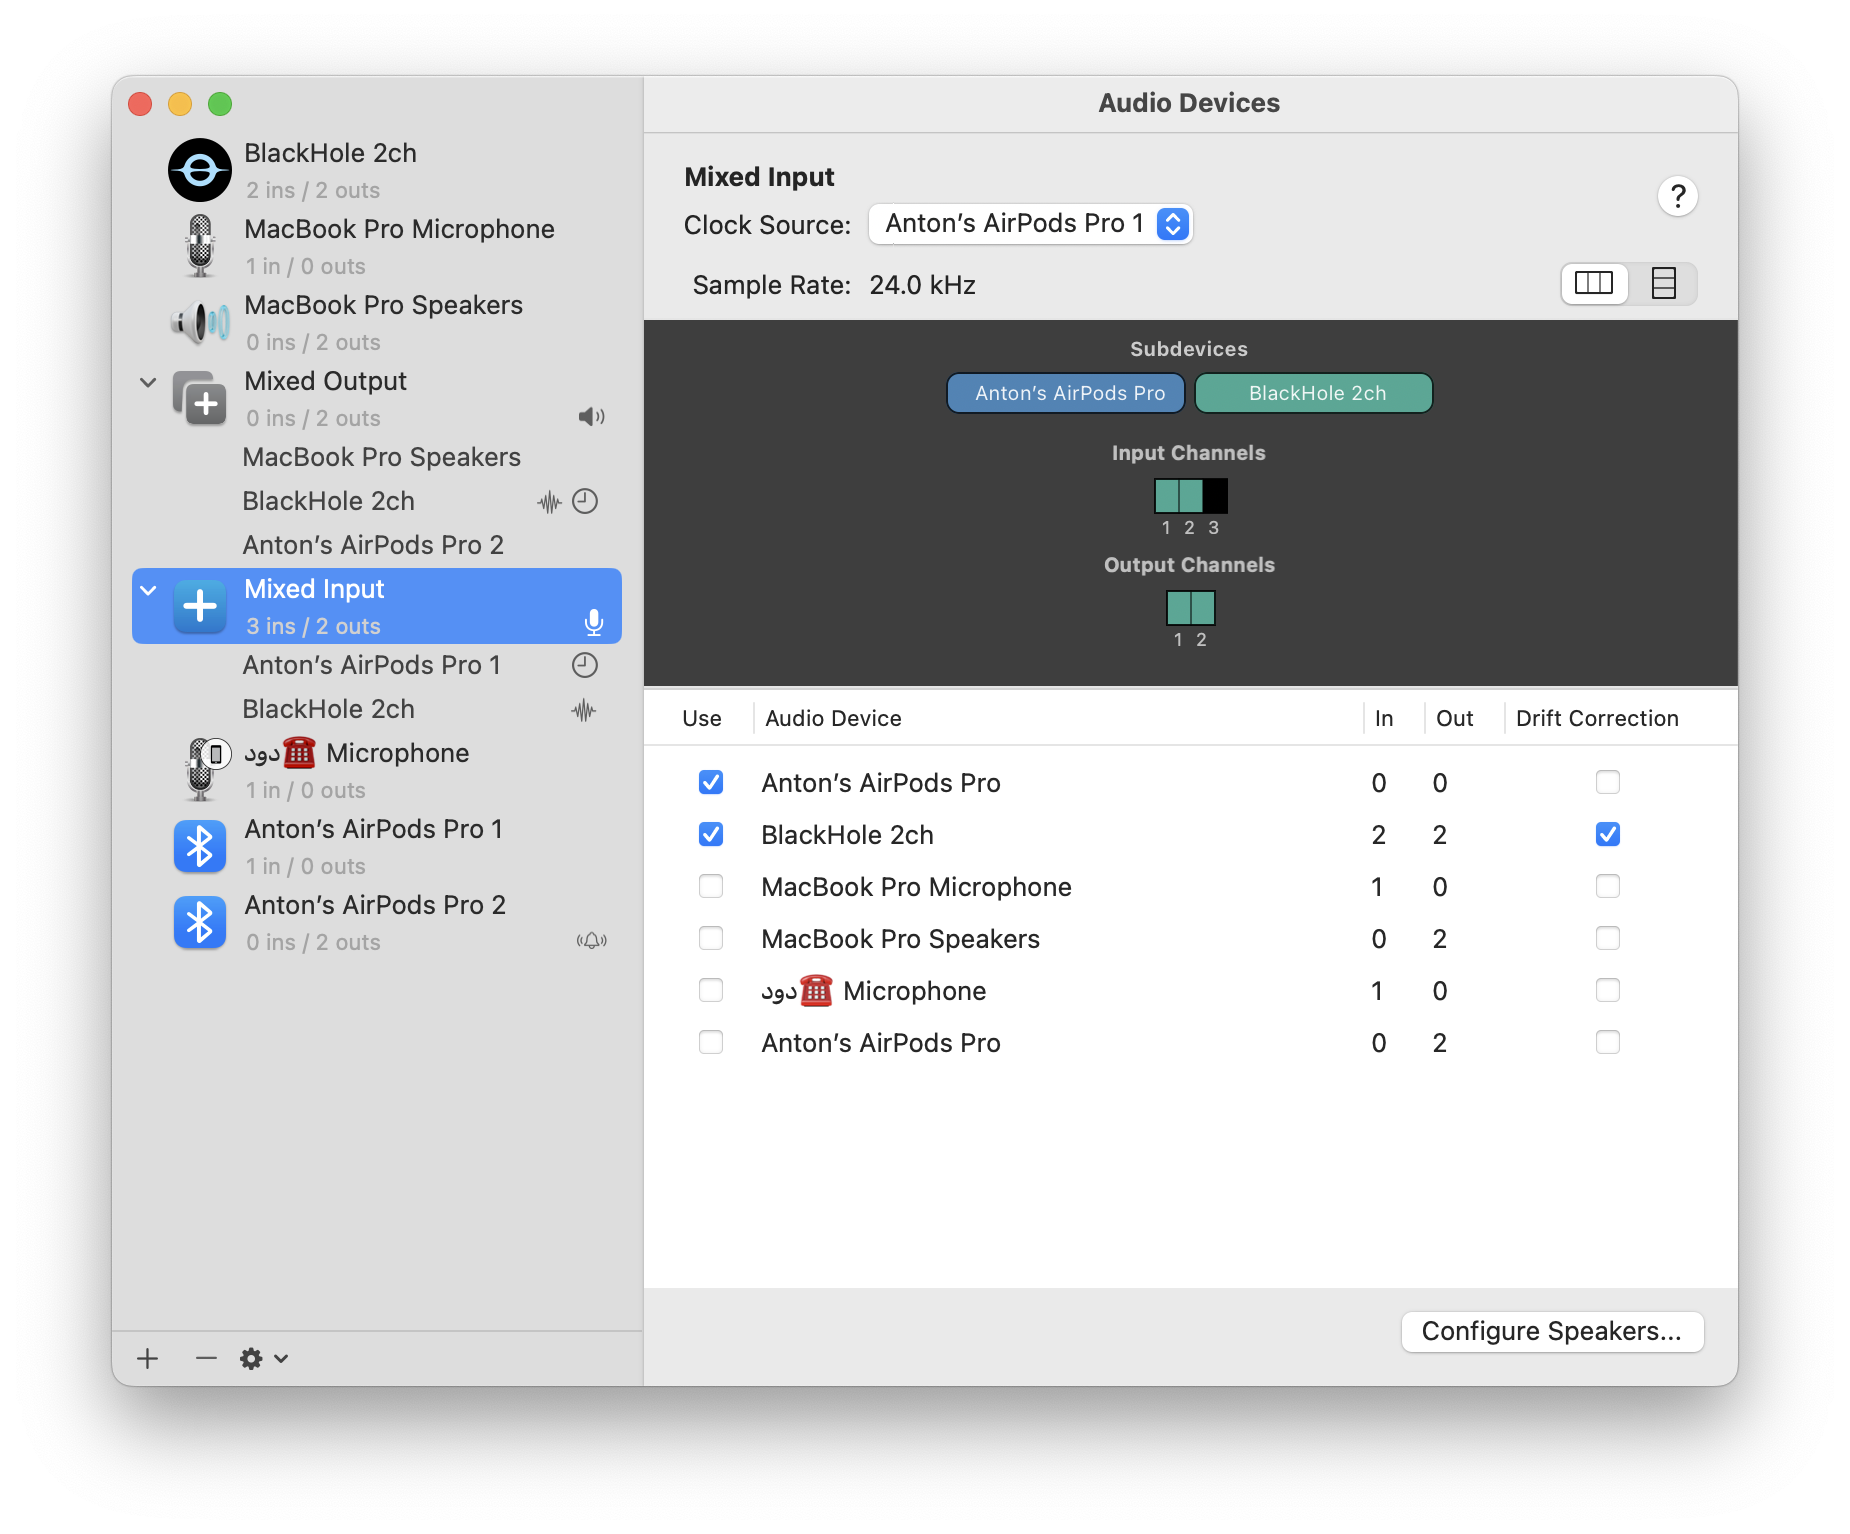 BlackHole 2ch
2 ins / 2 outs
MacBook Pro Microphone
1 in / 0 outs
MacBook Pro Speakers
0 ins / 2 outs
Mixed Output
0 ins / 2 outs
MacBook Pro Speakers
BlackHole 2ch
Anton’s AirPods Pro 2
Mixed Input
3 ins / 2 outs
Anton’s AirPods Pro 1
BlackHole 2ch
دود☎️ Microphone
1 in / 0 outs
Anton’s AirPods Pro 1
1 in / 0 outs
Anton’s AirPods Pro 2
0 ins / 2 outs
Audio Devices
Mixed Input
?
Clock Source: Anton’s AirPods Pro 1
Sample Rate: 24.0 kHz
Subdevices
Anton’s AirPods Pro BlackHole 2ch
Input Channels
1 2 3
Output Channels
1 2
Use Audio Device In Out Drift Correction
Anton’s AirPods Pro 0 0
BlackHole 2ch 2 2
MacBook Pro Microphone 1 0
MacBook Pro Speakers 0 2
دود☎️ Microphone 1 0
Anton’s AirPods Pro 0 2
Configure Speakers...